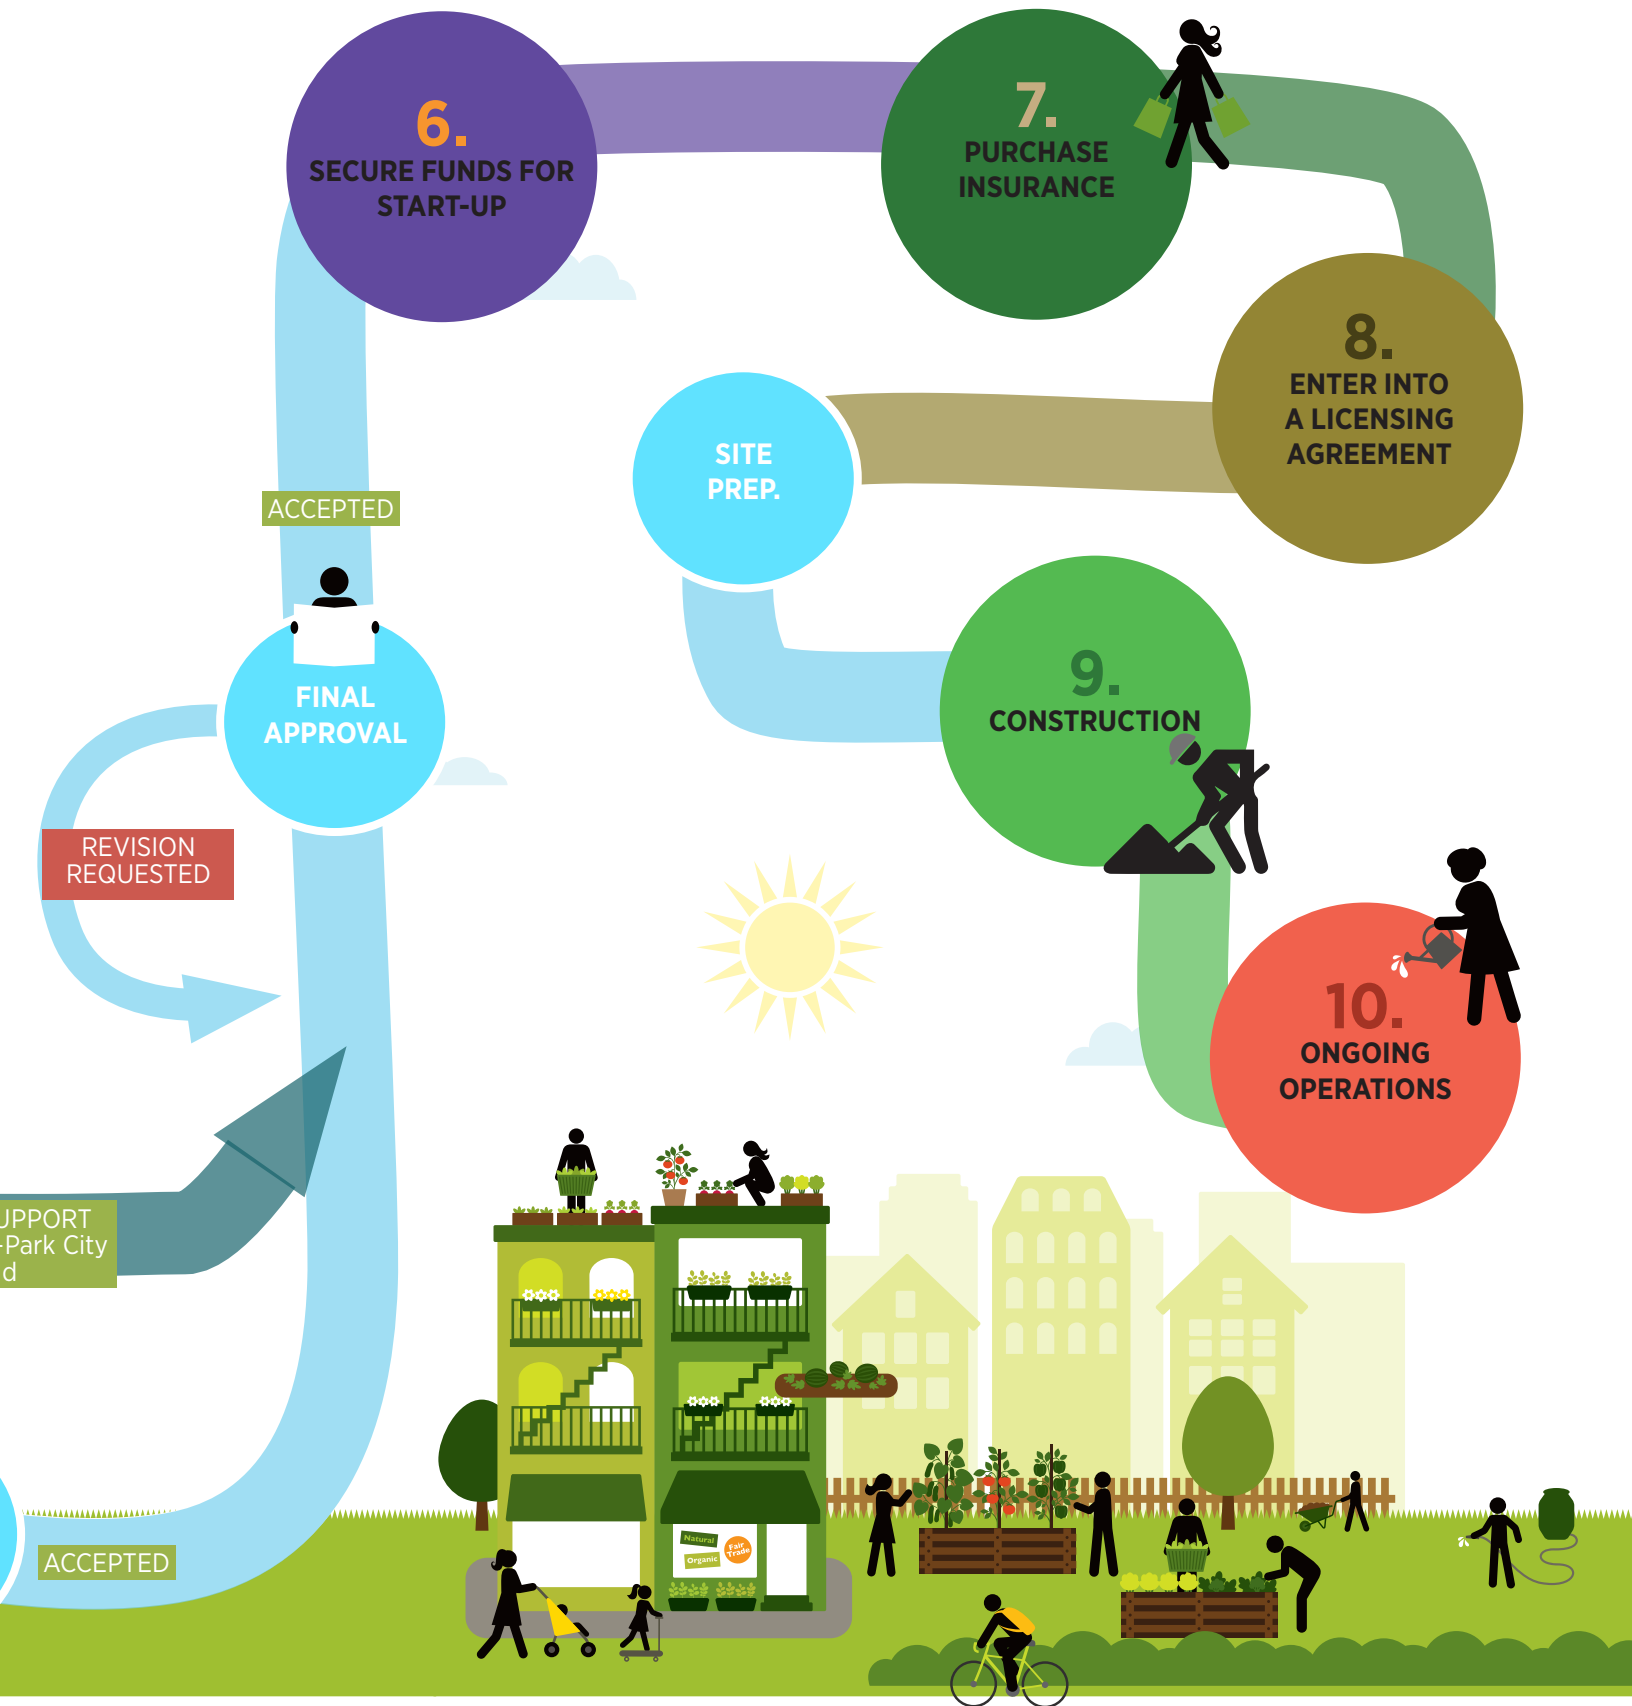 6.
SECURE FUNDS FOR
START-UP
7.
PURCHASE
INSURANCE
8.
ENTER INTO
A LICENSING
AGREEMENT
SITE
PREP.
ACCEPTED
FINAL
APPROVAL
REVISION
REQUESTED
9.
CONSTRUCTION
10.
ONGOING
OPERATIONS
UPPORT
-Park City
d
ACCEPTED
Natural
Organic
Fair
Trade